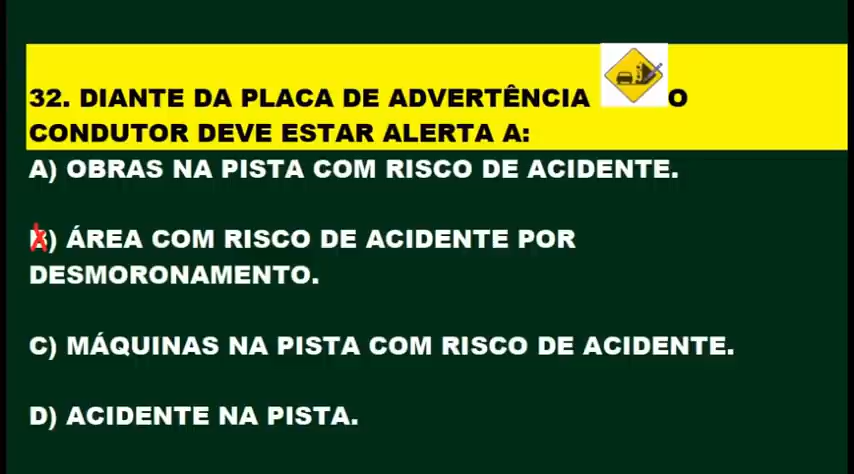 32. DIANTE DA PLACA DE ADVERTÊNCIA O
CONDUTOR DEVE ESTAR ALERTA A:
A) OBRAS NA PISTA COM RISCO DE ACIDENTE.
B) ÁREA COM RISCO DE ACIDENTE POR
DESMORONAMENTO.
C) MÁQUINAS NA PISTA COM RISCO DE ACIDENTE.
D) ACIDENTE NA PISTA.